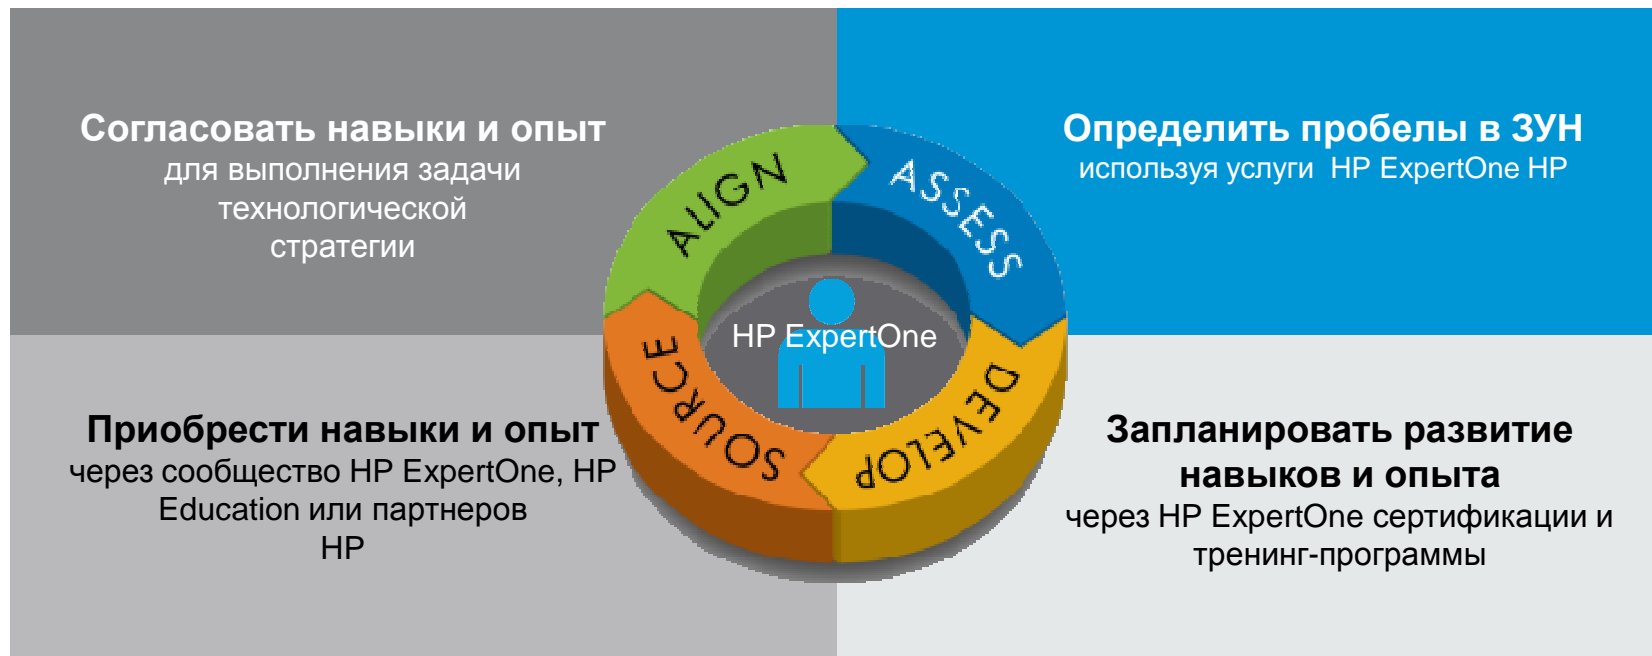 Согласовать навыки и опыт
для выполнения задачи
технологической
стратегии
Определить пробелы в ЗУН
используя услуги HP ExpertOne HP
ALIGN
ASSESS
DEVELOP
SOURCE
HP ExpertOne
Приобрести навыки и опыт
через сообщество HP ExpertOne, HP
Education или партнеров
HP
Запланировать развитие
навыков и опыта
через HP ExpertOne сертификации и
тренинг-программы